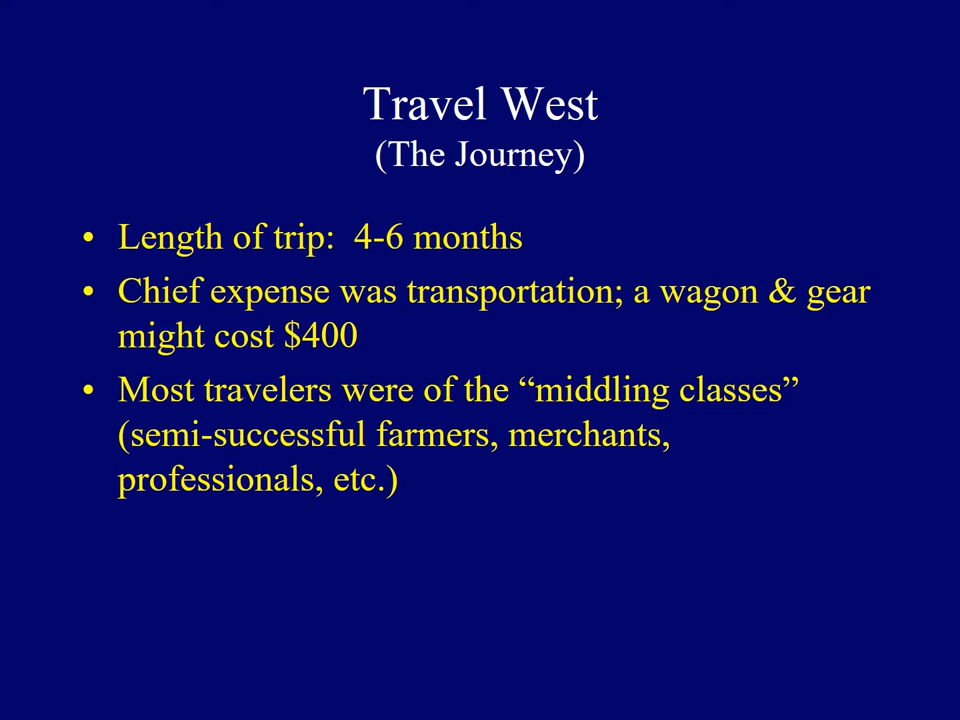 Travel West
(The Journey)
• Length of trip:  4-6 months
• Chief expense was transportation; a wagon & gear
might cost $400
• Most travelers were of the “middling classes”
(semi-successful farmers, merchants,
professionals, etc.)